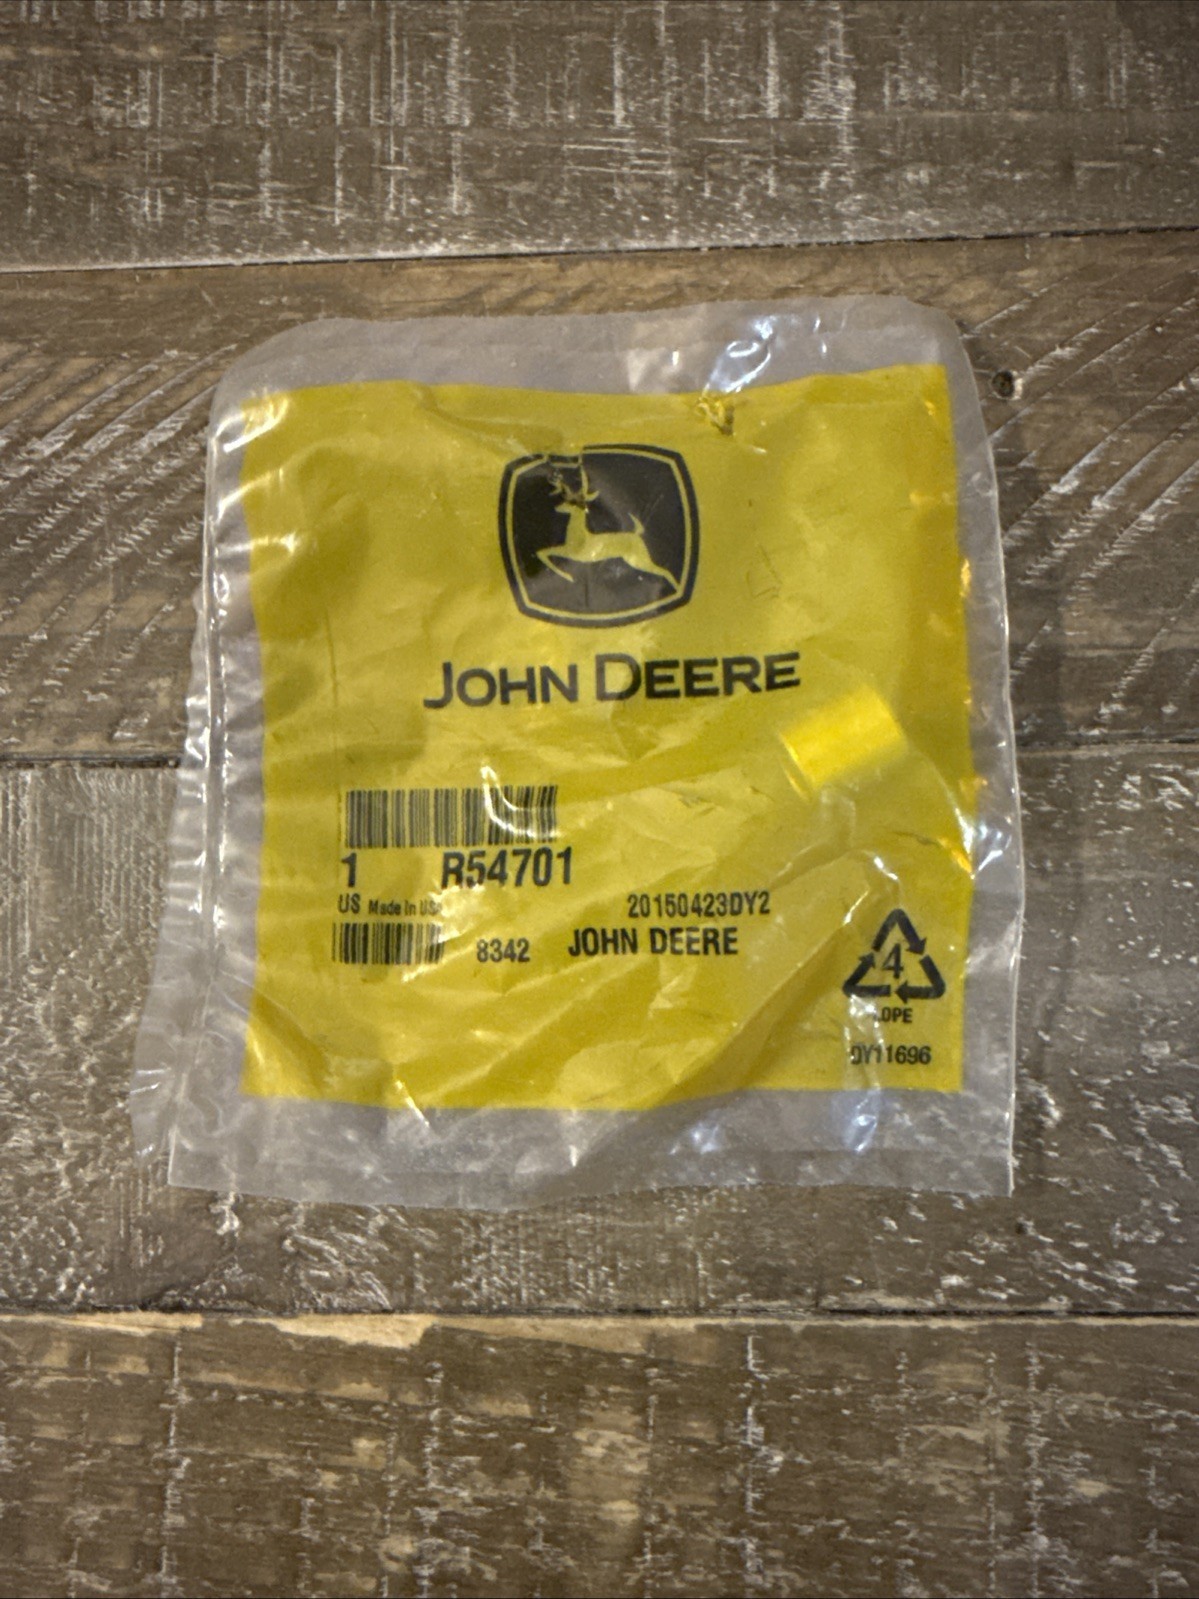 JOHN DEERE
1 R54701
US Made In USA
20150423DY2
8342 JOHN DEERE
4
LDPE
DY11696